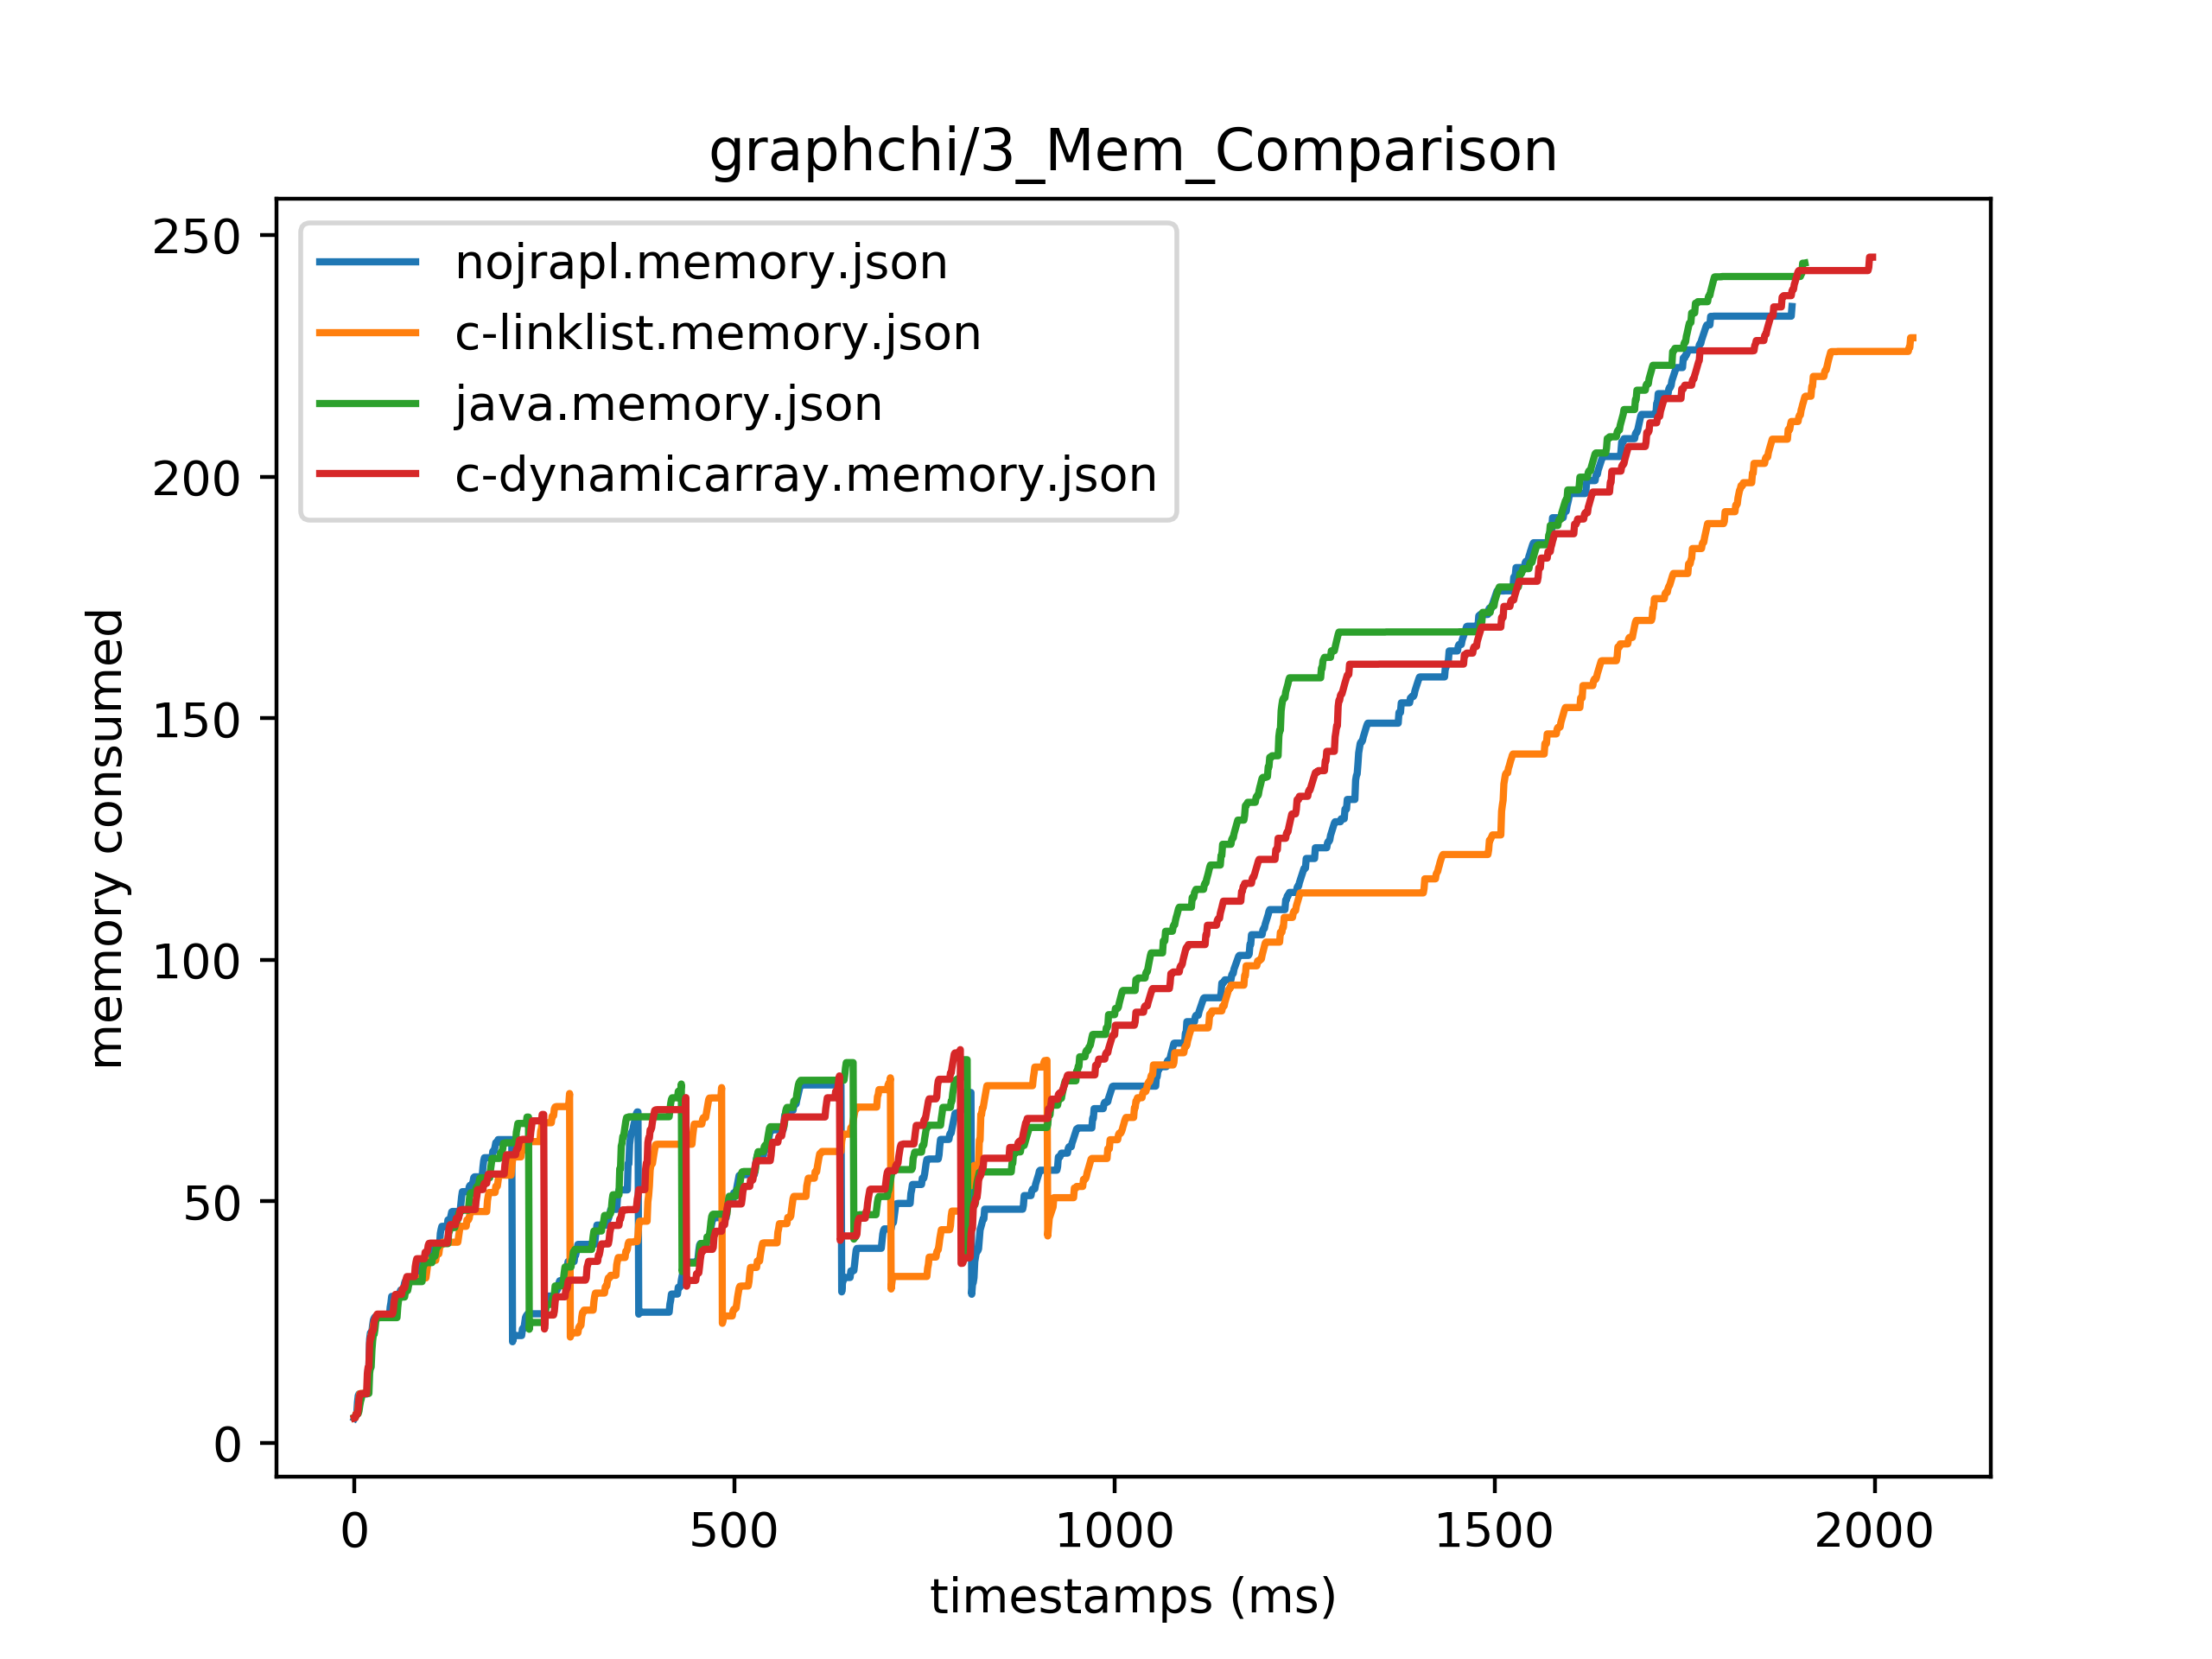 graphchi/3_Mem_Comparison
250
200
150
100
50
0
memory consumed
nojrapl.memory.json
c-linklist.memory.json
java.memory.json
c-dynamicarray.memory.json
0 500 1000 1500 2000
timestamps (ms)